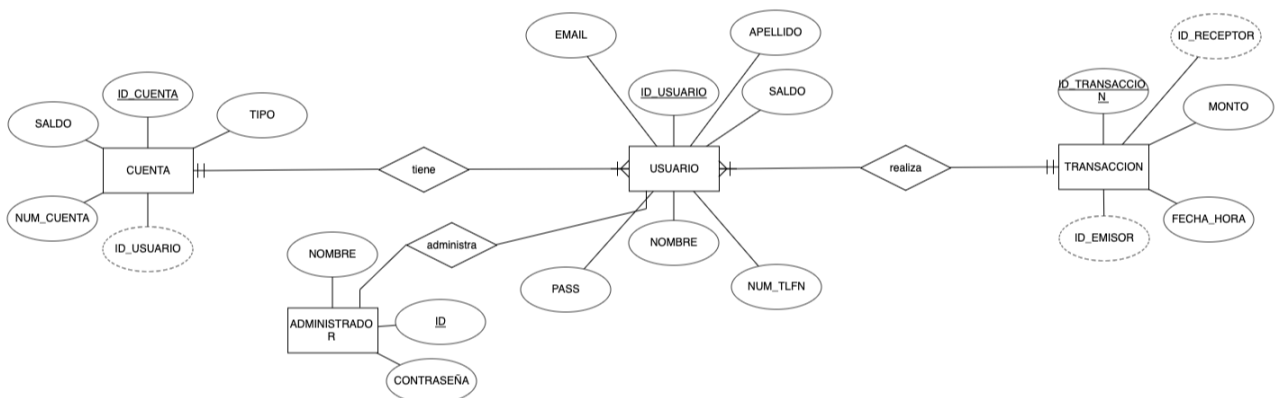 EMAIL
APELLIDO
ID_RECEPTOR
ID_CUENTA
ID_USUARIO
SALDO
ID_TRANSACCIO
N
MONTO
SALDO
TIPO
CUENTA
tiene
USUARIO
realiza
TRANSACCION
NUM_CUENTA
ID_USUARIO
administra
NOMBRE
FECHA_HORA
ID_EMISOR
NOMBRE
PASS
NUM_TLFN
ADMINISTRADO
R
ID
CONTRASEÑA